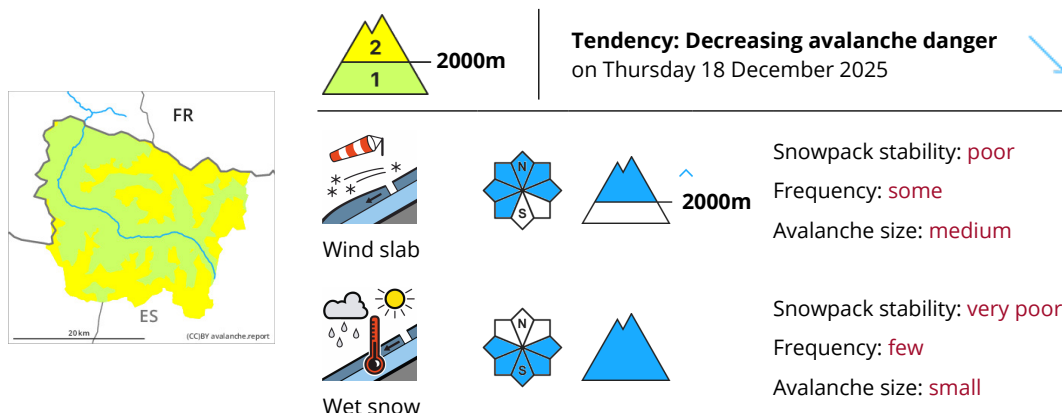 2
1
2000m
Tendency: Decreasing avalanche danger
on Thursday 18 December 2025
FR
ES
20 km
(CC)BY avalanche.report
N
S
2000m
Wind slab
Snowpack stability: poor
Frequency: some
Avalanche size: medium
N
S
Wet snow
Snowpack stability: very poor
Frequency: few
Avalanche size: small